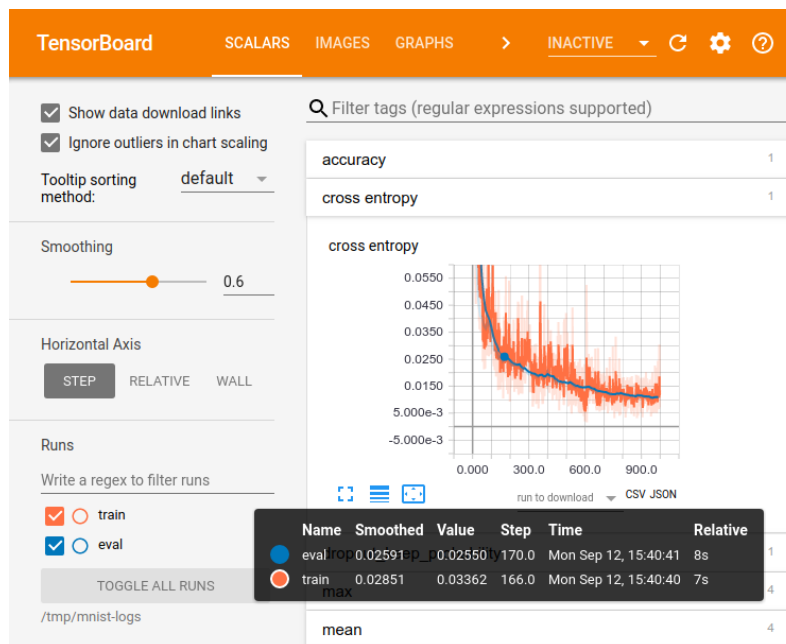 TensorBoard SCALARS IMAGES GRAPHS INACTIVE
Show data download links
Ignore outliers in chart scaling
Tooltip sorting method: default
Smoothing
0.6
Horizontal Axis
STEP RELATIVE WALL
Runs
Write a regex to filter runs
train
eval
TOGGLE ALL RUNS
/tmp/mnist-logs
Filter tags (regular expressions supported)
accuracy 1
cross entropy 1
cross entropy
0.0550
0.0450
0.0350
0.0250
0.0150
5.000e-3
-5.000e-3
0.000 300.0 600.0 900.0
run to download CSV JSON
Name Smoothed Value Step Time Relative
eval 0.02591 0.02550 170.0 Mon Sep 12, 15:40:41 8s
train 0.02851 0.03362 166.0 Mon Sep 12, 15:40:40 7s
1
max 4
mean 4